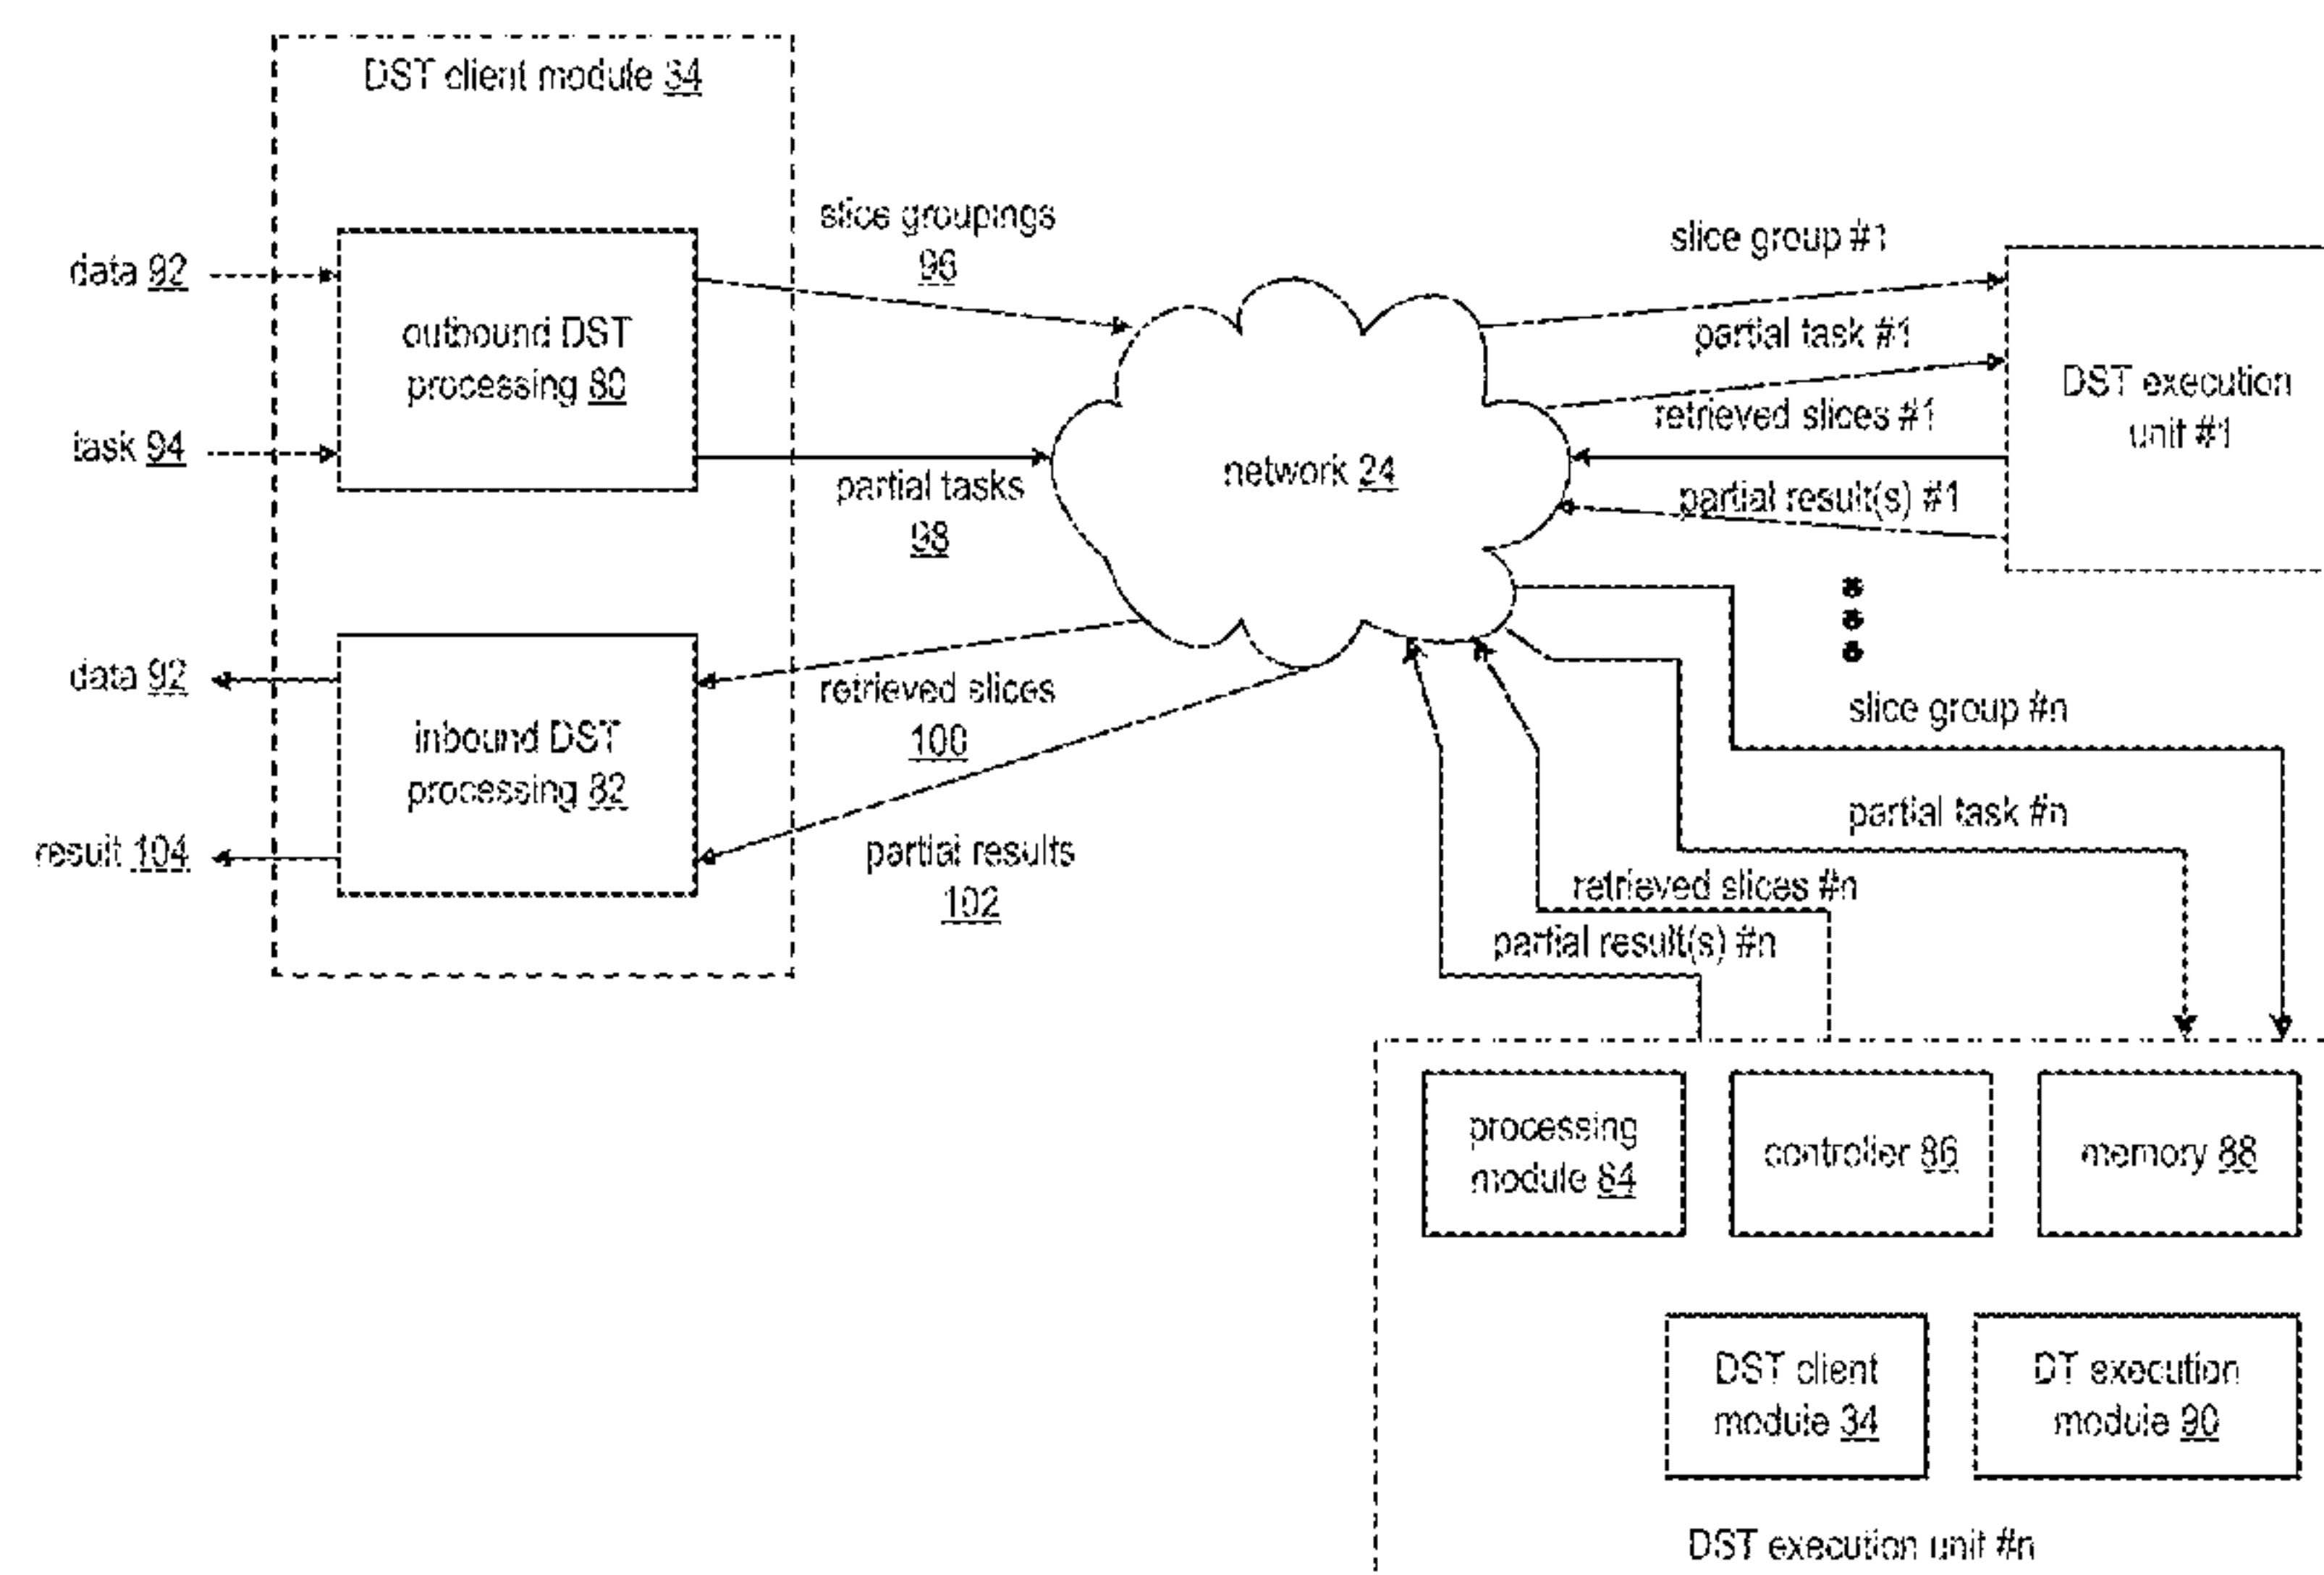 DST client module 34
data 92
outbound DST
processing 80
task 94
slice groupings
96
partial tasks
98
data 92
inbound DST
processing 82
result 104
retrieved slices
100
partial results
102
network 24
slice group #1
partial task #1
retrieved slices #1
partial result(s) #1
DST execution
unit #1
slice group #n
partial task #n
retrieved slices #n
partial result(s) #n
processing
module 84
controller 86
memory 88
DST client
module 34
DT execution
module 90
DST execution unit #n